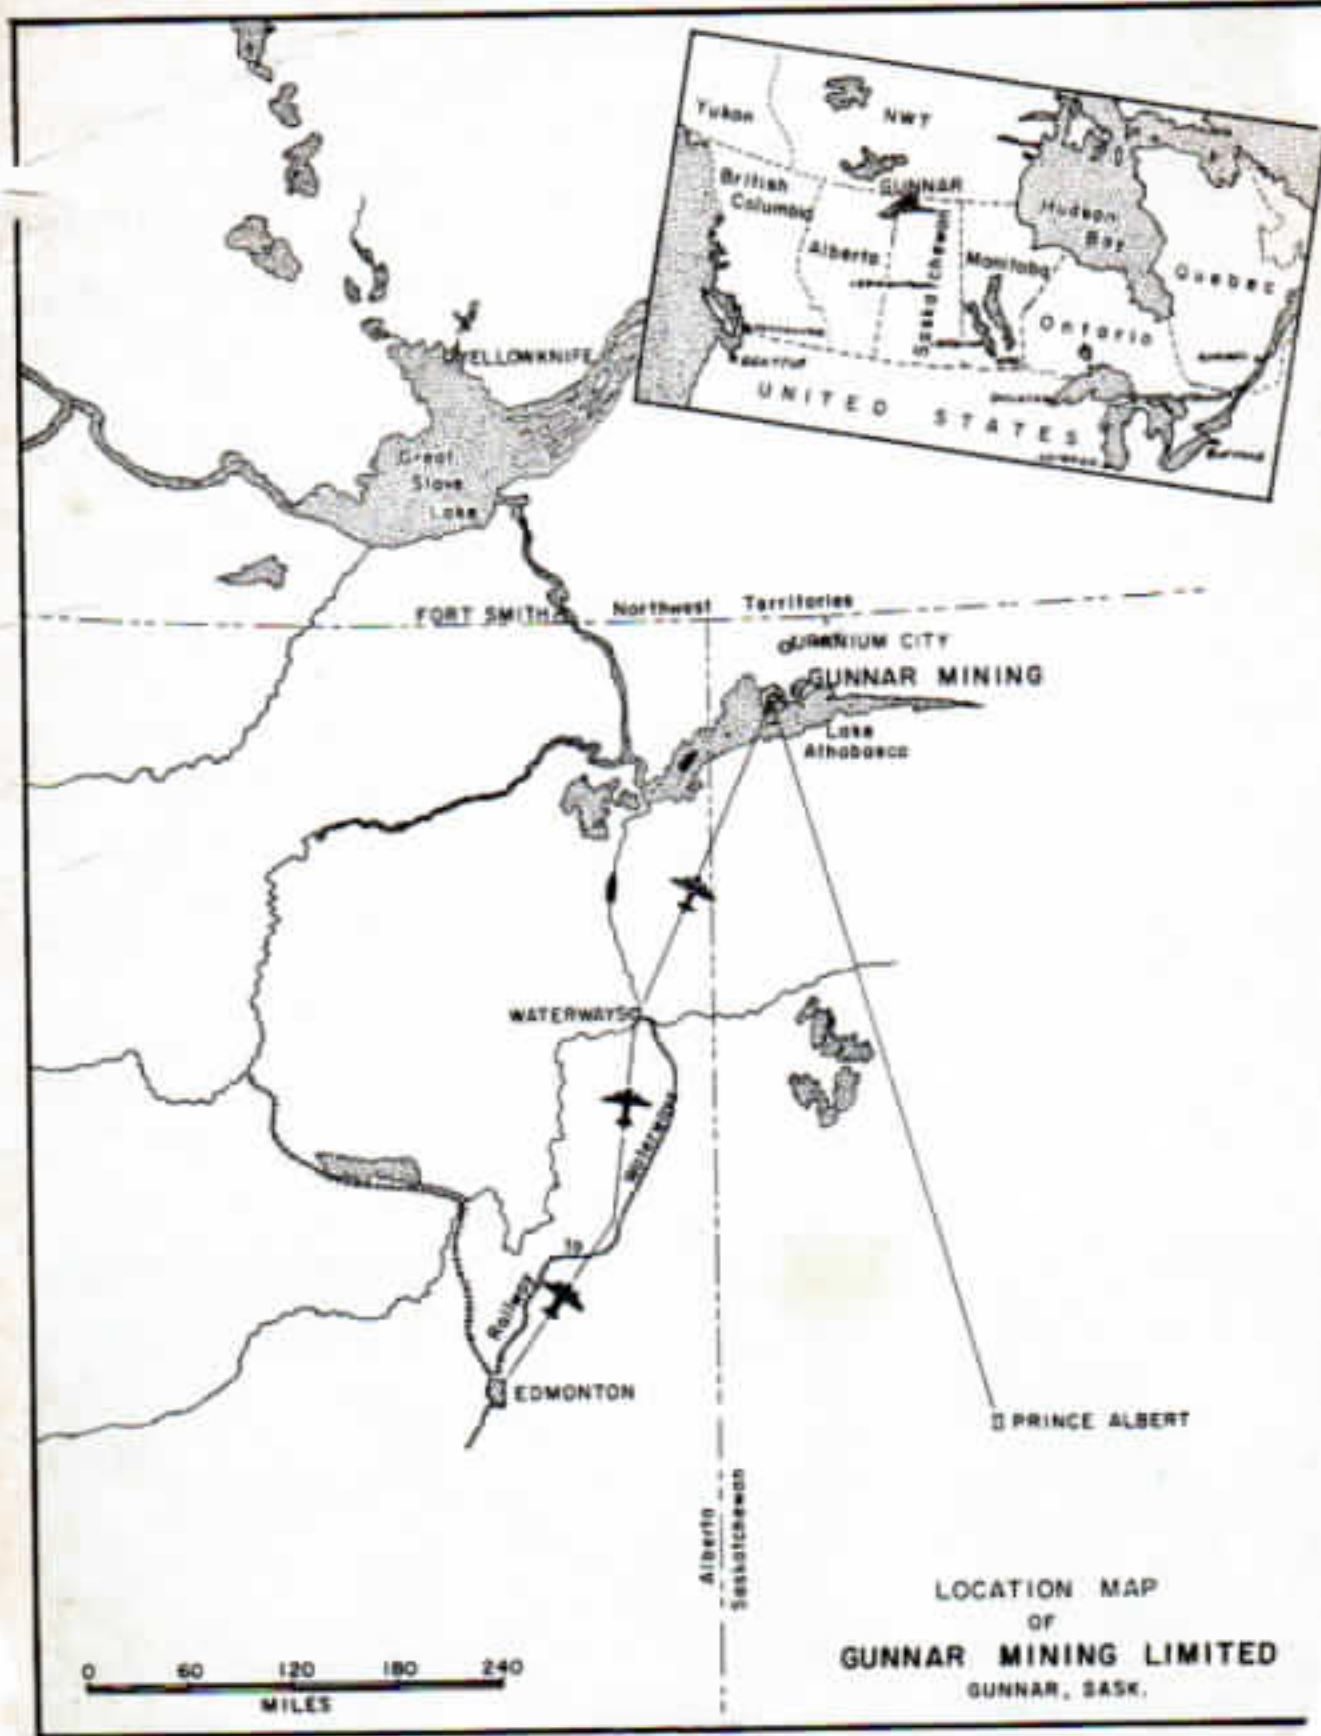 Yukon
NWT
British
Columbia
GUNNAR
Alberta
Saskatchewan
Manitoba
Hudson
Bay
Quebec
Ontario
UNITED STATES
YELLOWKNIFE
Great
Slave
Lake
FORT SMITH
Northwest Territories
URANIUM CITY
GUNNAR MINING
Lake
Athabasca
WATERWAYS
Railway
To
Waterways
EDMONTON
PRINCE ALBERT
Alberta
Saskatchewan
0 60 120 180 240
MILES
LOCATION MAP
OF
GUNNAR MINING LIMITED
GUNNAR, SASK.